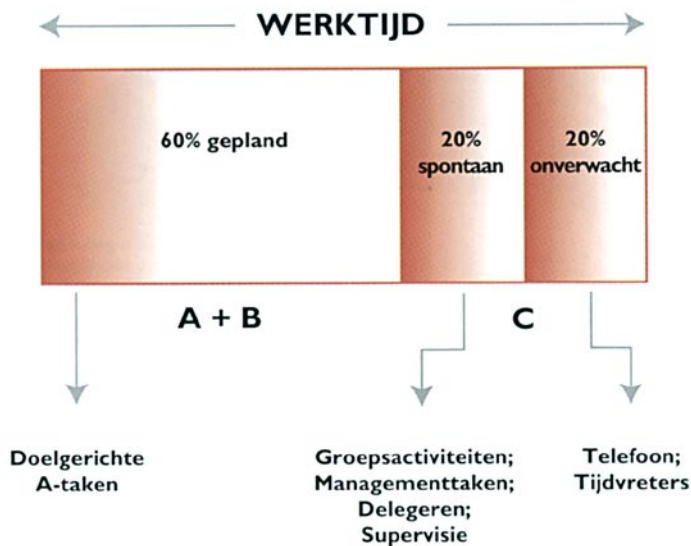 WERKTIJD
60% gepland
20%
spontaan
20%
onverwacht
A + B
C
Doelgerichte
A-taken
Groepsactiviteiten;
Managementtaken;
Delegeren;
Supervisie
Telefoon;
Tijdvreters